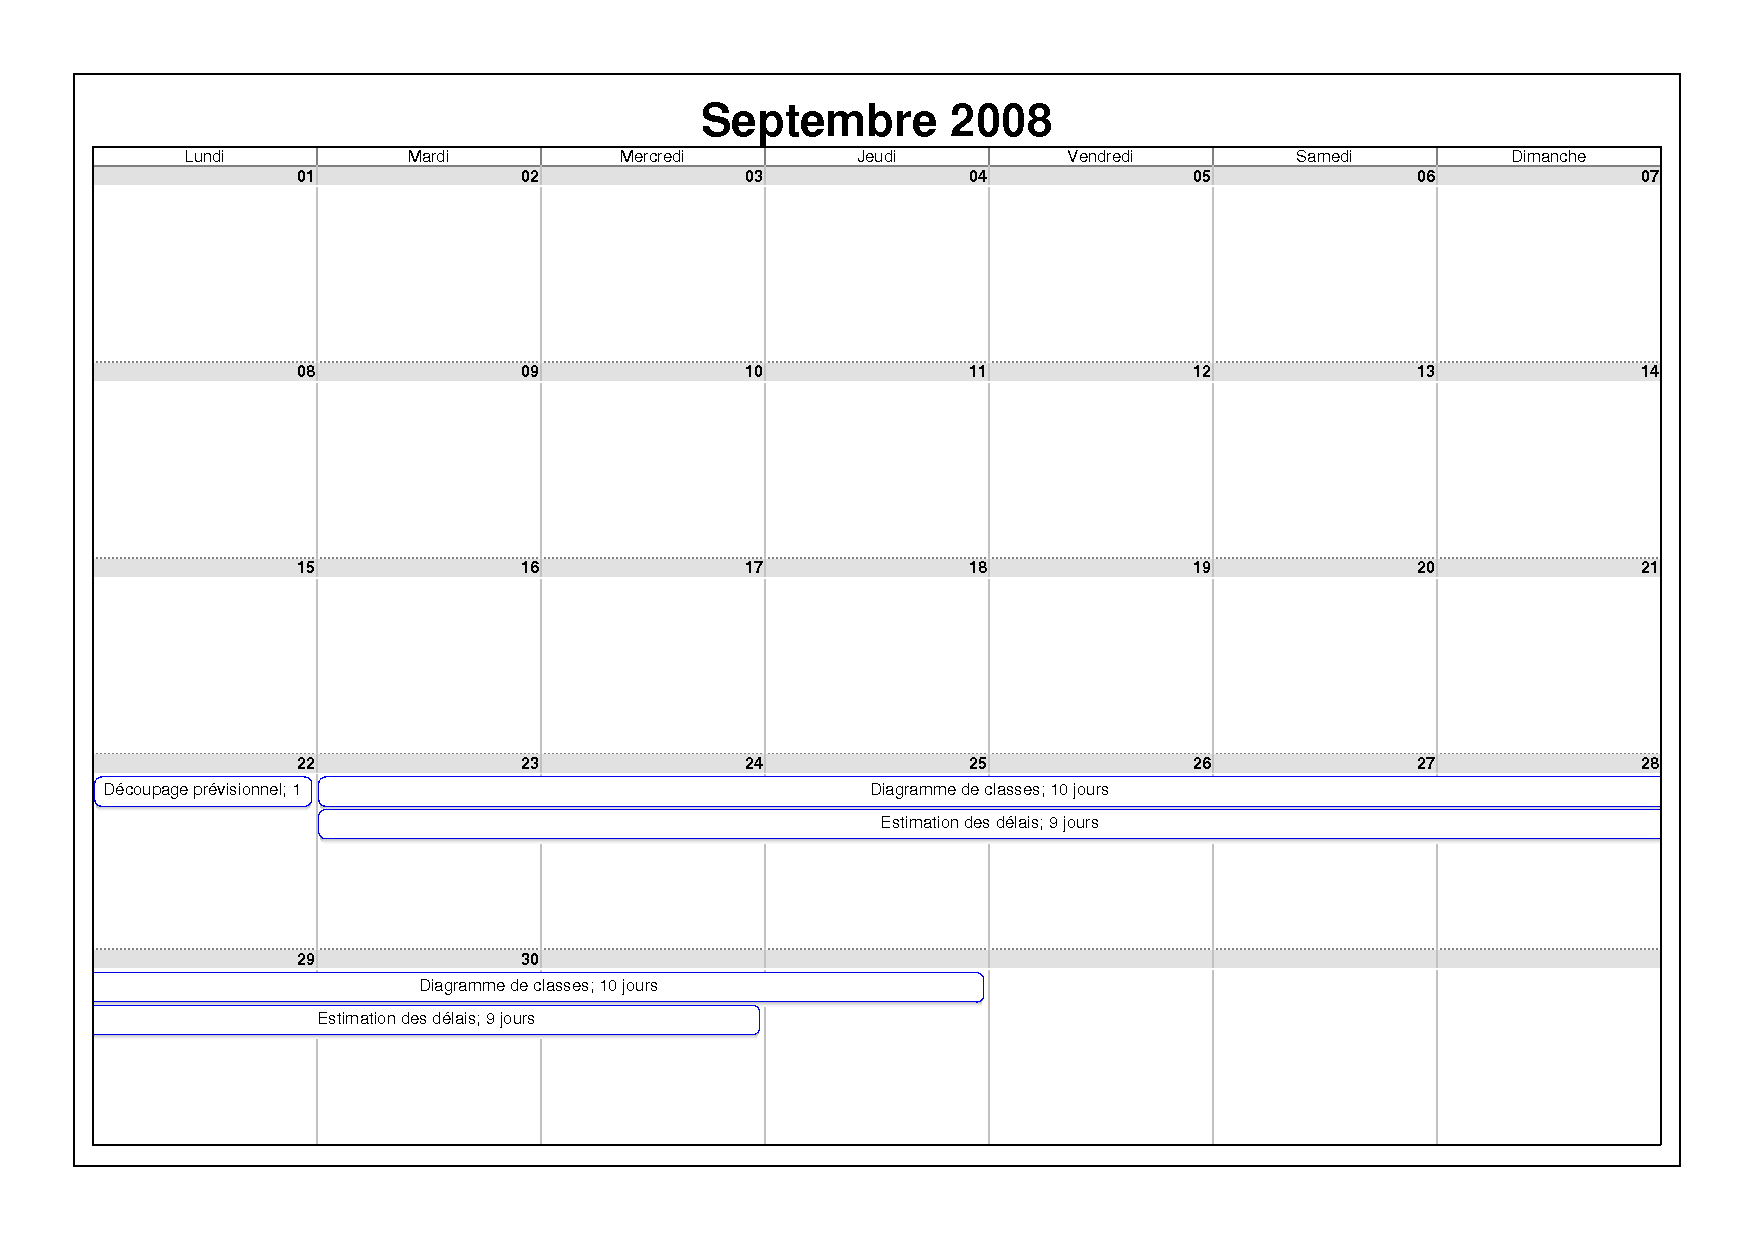 Septembre 2008
Lundi Mardi Mercredi Jeudi Vendredi Samedi Dimanche
01 02 03 04 05 06 07
08 09 10 11 12 13 14
15 16 17 18 19 20 21
22 23 24 25 26 27 28
Découpage prévisionnel; 1 Diagramme de classes; 10 jours
Estimation des délais; 9 jours
29 30
Diagramme de classes; 10 jours
Estimation des délais; 9 jours